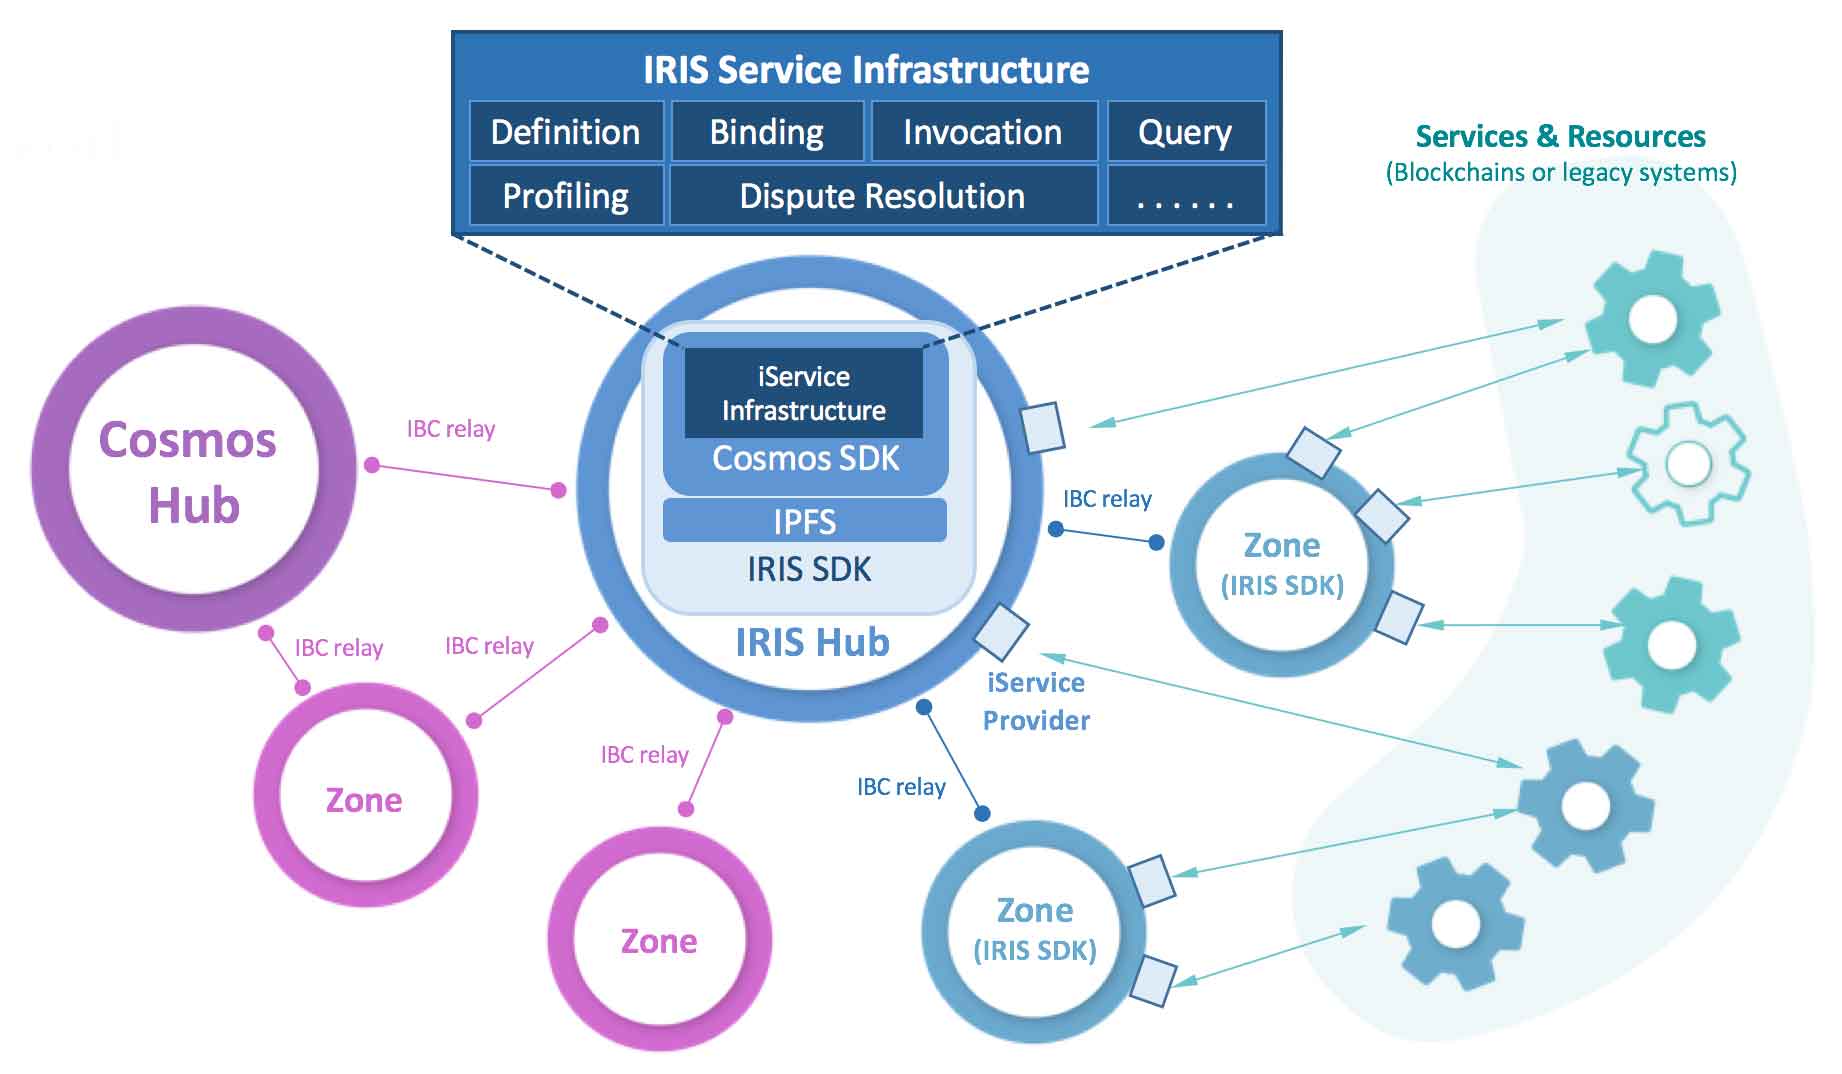 IRIS Service Infrastructure
Definition
Binding
Invocation
Query
Profiling
Dispute Resolution
. . . . . .
Services & Resources
(Blockchains or legacy systems)
iService
Infrastructure
Cosmos SDK
IPFS
IRIS SDK
IRIS Hub
Cosmos
Hub
IBC relay
IBC relay
Zone
(IRIS SDK)
IBC relay
IBC relay
iService
Provider
IBC relay
IBC relay
Zone
Zone
Zone
(IRIS SDK)